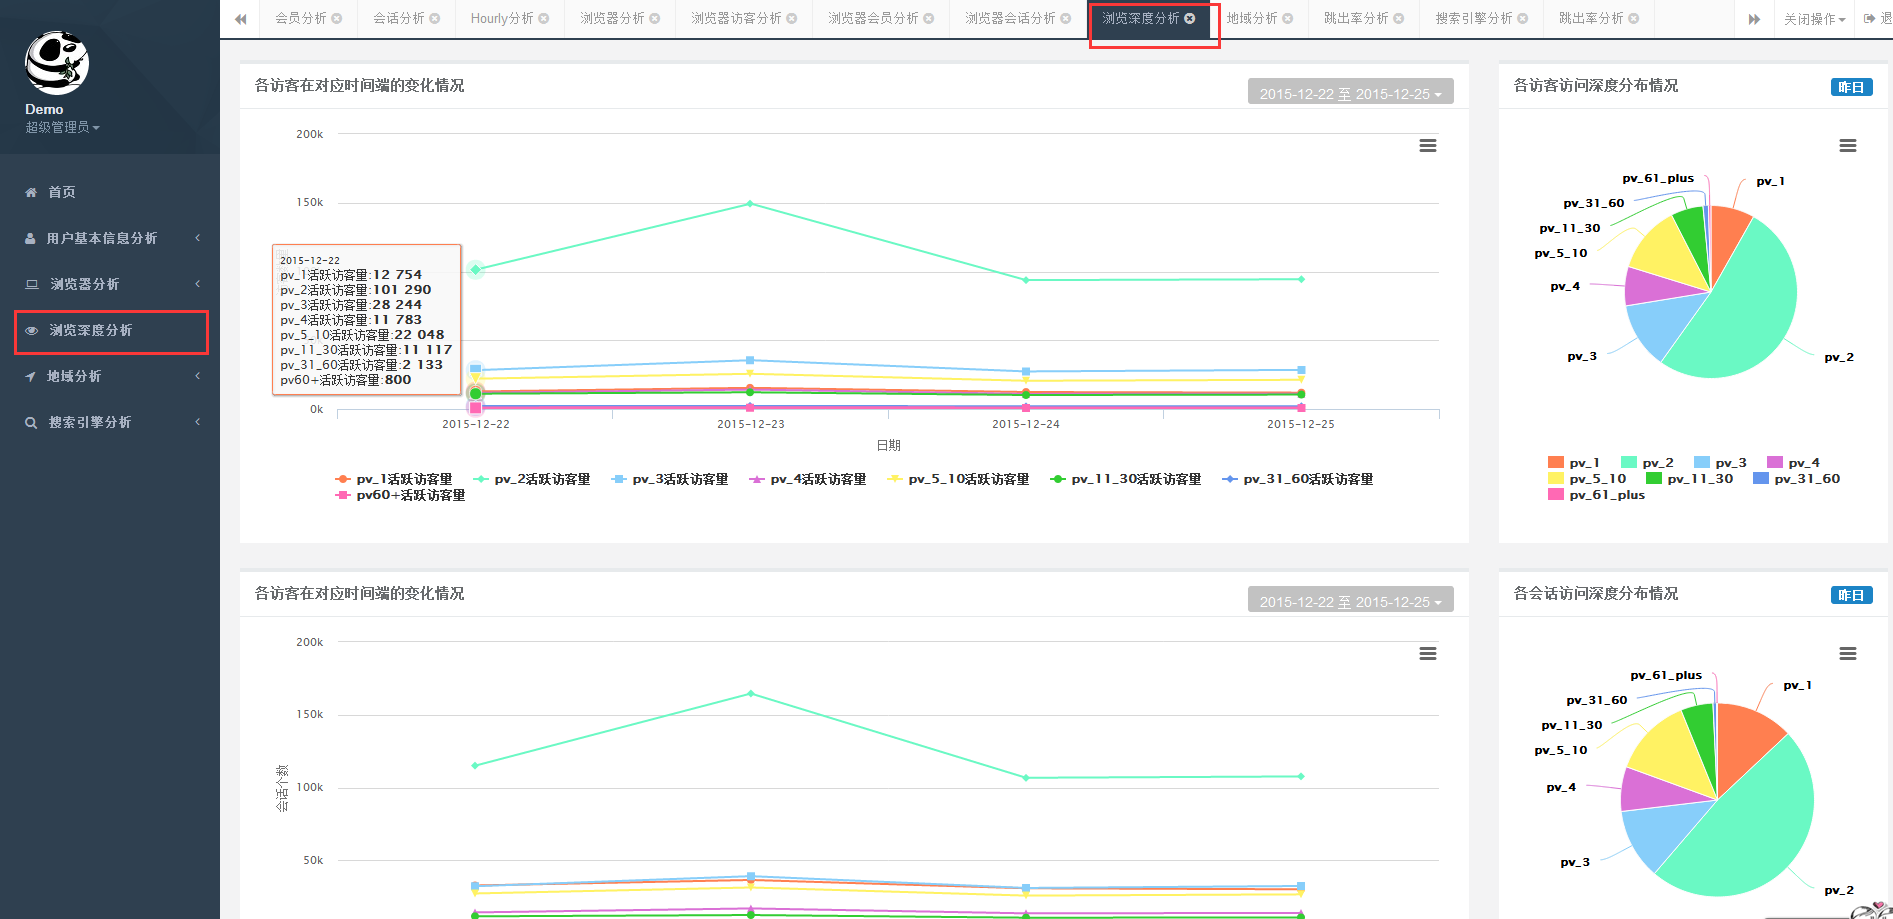 Demo
超级管理员
首页
用户基本信息分析
浏览器分析
浏览深度分析
地域分析
搜索引擎分析
会员分析
会话分析
Hourly分析
浏览器分析
浏览器访客分析
浏览器会员分析
浏览器会话分析
浏览深度分析
地域分析
跳出率分析
搜索引擎分析
跳出率分析
关闭操作
退
各访客在对应时间端的变化情况
2015-12-22 至 2015-12-25
200k
150k
0k
2015-12-22
pv_1活跃访客量:12 754
pv_2活跃访客量:101 290
pv_3活跃访客量:28 244
pv_4活跃访客量:11 783
pv_5_10活跃访客量:22 048
pv_11_30活跃访客量:11 117
pv_31_60活跃访客量:2 133
pv60+活跃访客量:800
2015-12-22
2015-12-23
2015-12-24
2015-12-25
日期
pv_1活跃访客量
pv_2活跃访客量
pv_3活跃访客量
pv_4活跃访客量
pv_5_10活跃访客量
pv_11_30活跃访客量
pv_31_60活跃访客量
pv60+活跃访客量
各访客访问深度分布情况
昨日
pv_61_plus
pv_1
pv_31_60
pv_11_30
pv_5_10
pv_4
pv_3
pv_2
pv_1
pv_2
pv_3
pv_4
pv_5_10
pv_11_30
pv_31_60
pv_61_plus
各访客在对应时间端的变化情况
2015-12-22 至 2015-12-25
200k
150k
100k
50k
会话个数
各会话访问深度分布情况
昨日
pv_61_plus
pv_1
pv_31_60
pv_11_30
pv_5_10
pv_4
pv_3
pv_2